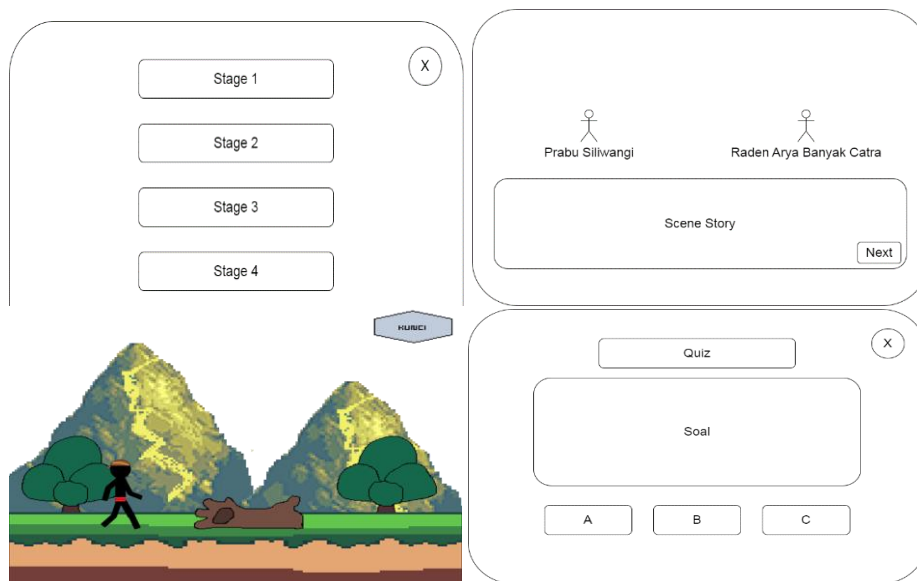 X
Stage 1
Stage 2
Stage 3
Stage 4
Prabu Siliwangi
Raden Arya Banyak Catra
Scene Story
Next
KUNCI
Quiz
X
Soal
A
B
C